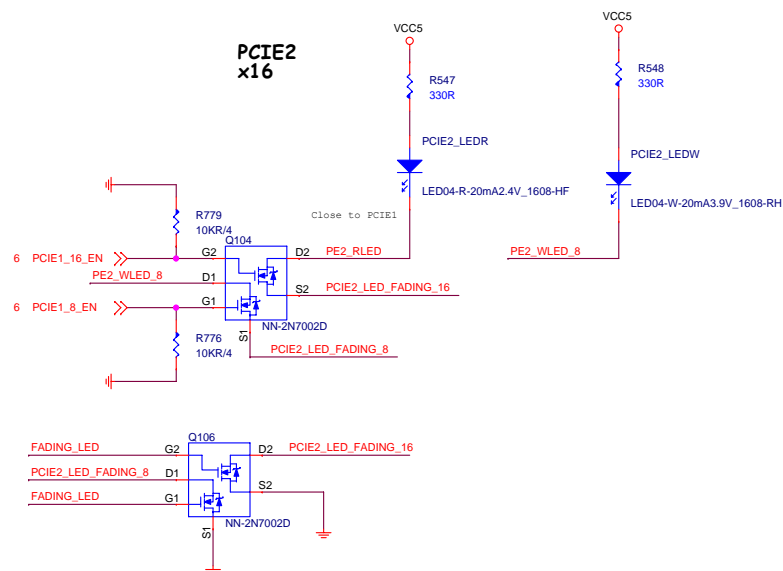 PCIE2
x16
VCC5
R547
330R
PCIE2_LEDR
LED04-R-20mA2.4V_1608-HF
VCC5
R548
330R
PCIE2_LEDW
LED04-W-20mA3.9V_1608-RH
PE2_WLED_8
Close to PCIE1
R779
10KR/4
Q104
6 PCIE1_16_EN
G2
D2
PE2_RLED
PE2_WLED_8
D1
S2
PCIE2_LED_FADING_16
6 PCIE1_8_EN
G1
S1
NN-2N7002D
PCIE2_LED_FADING_8
R776
10KR/4
Q106
FADING_LED
G2
D2
PCIE2_LED_FADING_16
PCIE2_LED_FADING_8
D1
S2
FADING_LED
G1
S1
NN-2N7002D